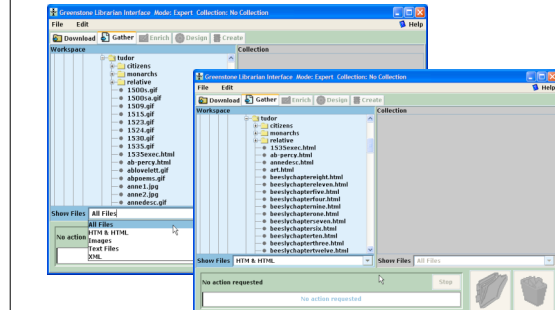 Greenstone Librarian Interface Mode: Expert Collection: No Collection
File Edit Help
Download Gather Enrich Design Create
Workspace Collection
tudor
citizens
monarchs
relative
1500s.gif
1500sa.gif
1509.gif
1515.gif
1523.gif
1524.gif
1530.gif
1535.gif
1535exec.html
ab-percy.html
ablovelett.gif
abpoems.gif
anne1.jpg
anne2.jpg
annedesc.gif
Show Files All Files
All Files
HTM & HTML
Images
Text Files
XML
No action
Greenstone Librarian Interface Mode: Expert Collection: No Collection
File Edit Help
Download Gather Enrich Design Create
Workspace Collection
tudor
citizens
monarchs
relative
1535exec.html
ab-percy.html
annedesc.html
art.html
beeslychaptereight.html
beeslychaptereleven.html
beeslychapterfive.html
beeslychapterfour.html
beeslychapternine.html
beeslychapterone.html
beeslychapterseven.html
beeslychaptersix.html
beeslychapterten.html
beeslychapterthree.html
beeslychaptertwelve.html
Show Files HTM & HTML Show Files All Files
No action requested Stop
No action requested